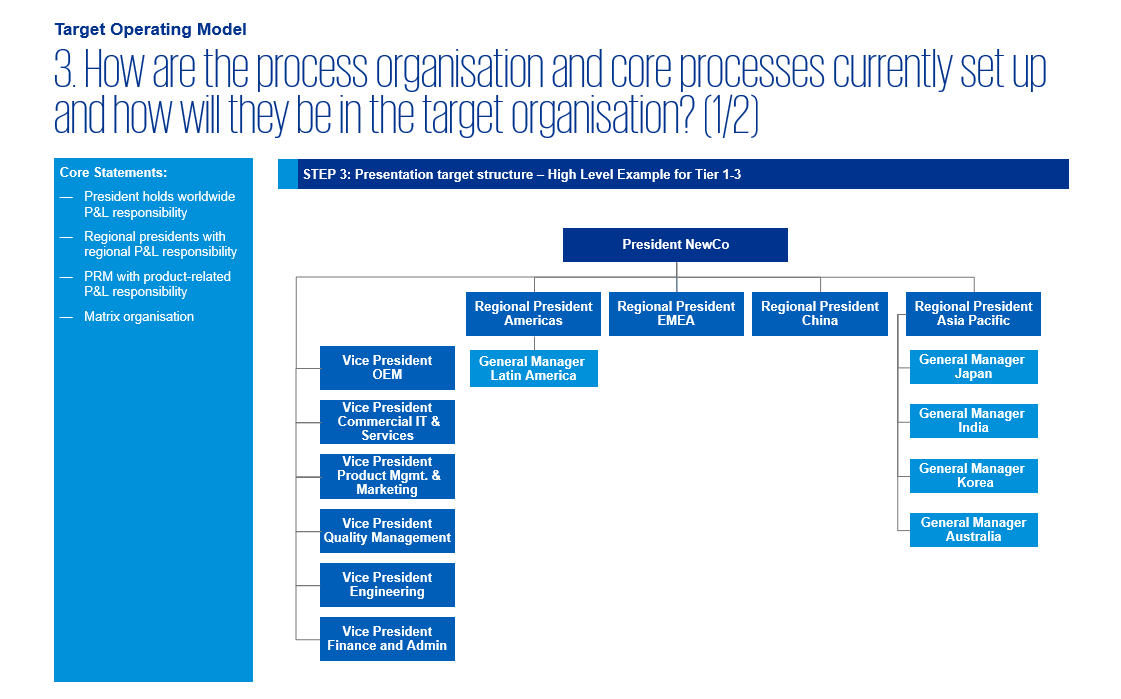 Target Operating Model
3. How are the process organisation and core processes currently set up
and how will they be in the target organisation? (1/2)
Core Statements:
— President holds worldwide
P&L responsibility
— Regional presidents with
regional P&L responsibility
— PRM with product-related
P&L responsibility
— Matrix organisation
STEP 3: Presentation target structure – High Level Example for Tier 1-3
President NewCo
Regional President
Americas
Regional President
EMEA
Regional President
China
Regional President
Asia Pacific
Vice President
OEM
Vice President
Commercial IT &
Services
Vice President
Product Mgmt. &
Marketing
Vice President
Quality Management
Vice President
Engineering
Vice President
Finance and Admin
General Manager
Latin America
General Manager
Japan
General Manager
India
General Manager
Korea
General Manager
Australia